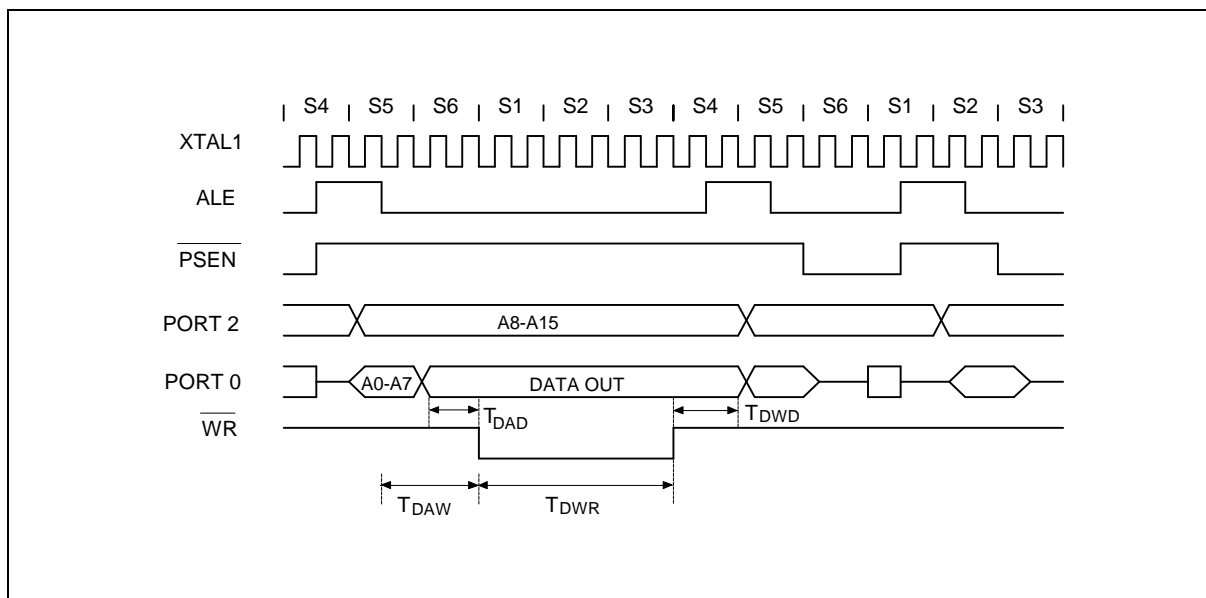 S4 S5 S6 S1 S2 S3 S4 S5 S6 S1 S2 S3
XTAL1
ALE
PSEN
PORT 2 A8-A15
PORT 0 A0-A7 DATA OUT
TDAD TDWD
WR
TDAW TDWR